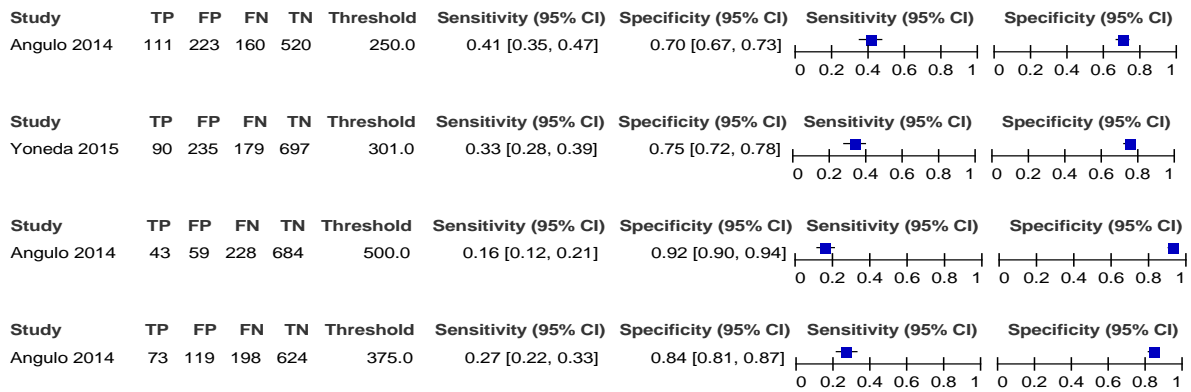 Study TP FP FN TN Threshold Sensitivity (95% CI) Specificity (95% CI) Sensitivity (95% CI) Specificity (95% CI)
Angulo 2014 111 223 160 520 250.0 0.41 [0.35, 0.47] 0.70 [0.67, 0.73]
0 0.2 0.4 0.6 0.8 1 0 0.2 0.4 0.6 0.8 1
Study TP FP FN TN Threshold Sensitivity (95% CI) Specificity (95% CI) Sensitivity (95% CI) Specificity (95% CI)
Yoneda 2015 90 235 179 697 301.0 0.33 [0.28, 0.39] 0.75 [0.72, 0.78]
0 0.2 0.4 0.6 0.8 1 0 0.2 0.4 0.6 0.8 1
Study TP FP FN TN Threshold Sensitivity (95% CI) Specificity (95% CI) Sensitivity (95% CI) Specificity (95% CI)
Angulo 2014 43 59 228 684 500.0 0.16 [0.12, 0.21] 0.92 [0.90, 0.94]
0 0.2 0.4 0.6 0.8 1 0 0.2 0.4 0.6 0.8 1
Study TP FP FN TN Threshold Sensitivity (95% CI) Specificity (95% CI) Sensitivity (95% CI) Specificity (95% CI)
Angulo 2014 73 119 198 624 375.0 0.27 [0.22, 0.33] 0.84 [0.81, 0.87]
0 0.2 0.4 0.6 0.8 1 0 0.2 0.4 0.6 0.8 1